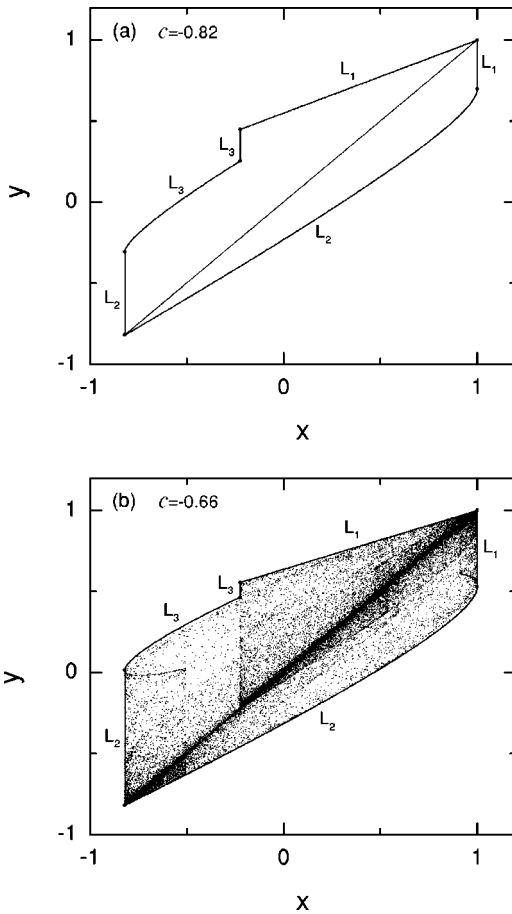 (a) c=-0.82
1
L₁
L₁
L₃
L₃
y
0
L₂
L₂
-1
-1 0 1
x
(b) c=-0.66
1
L₁
L₁
L₃
L₃
y
0
L₂
L₂
-1
-1 0 1
x